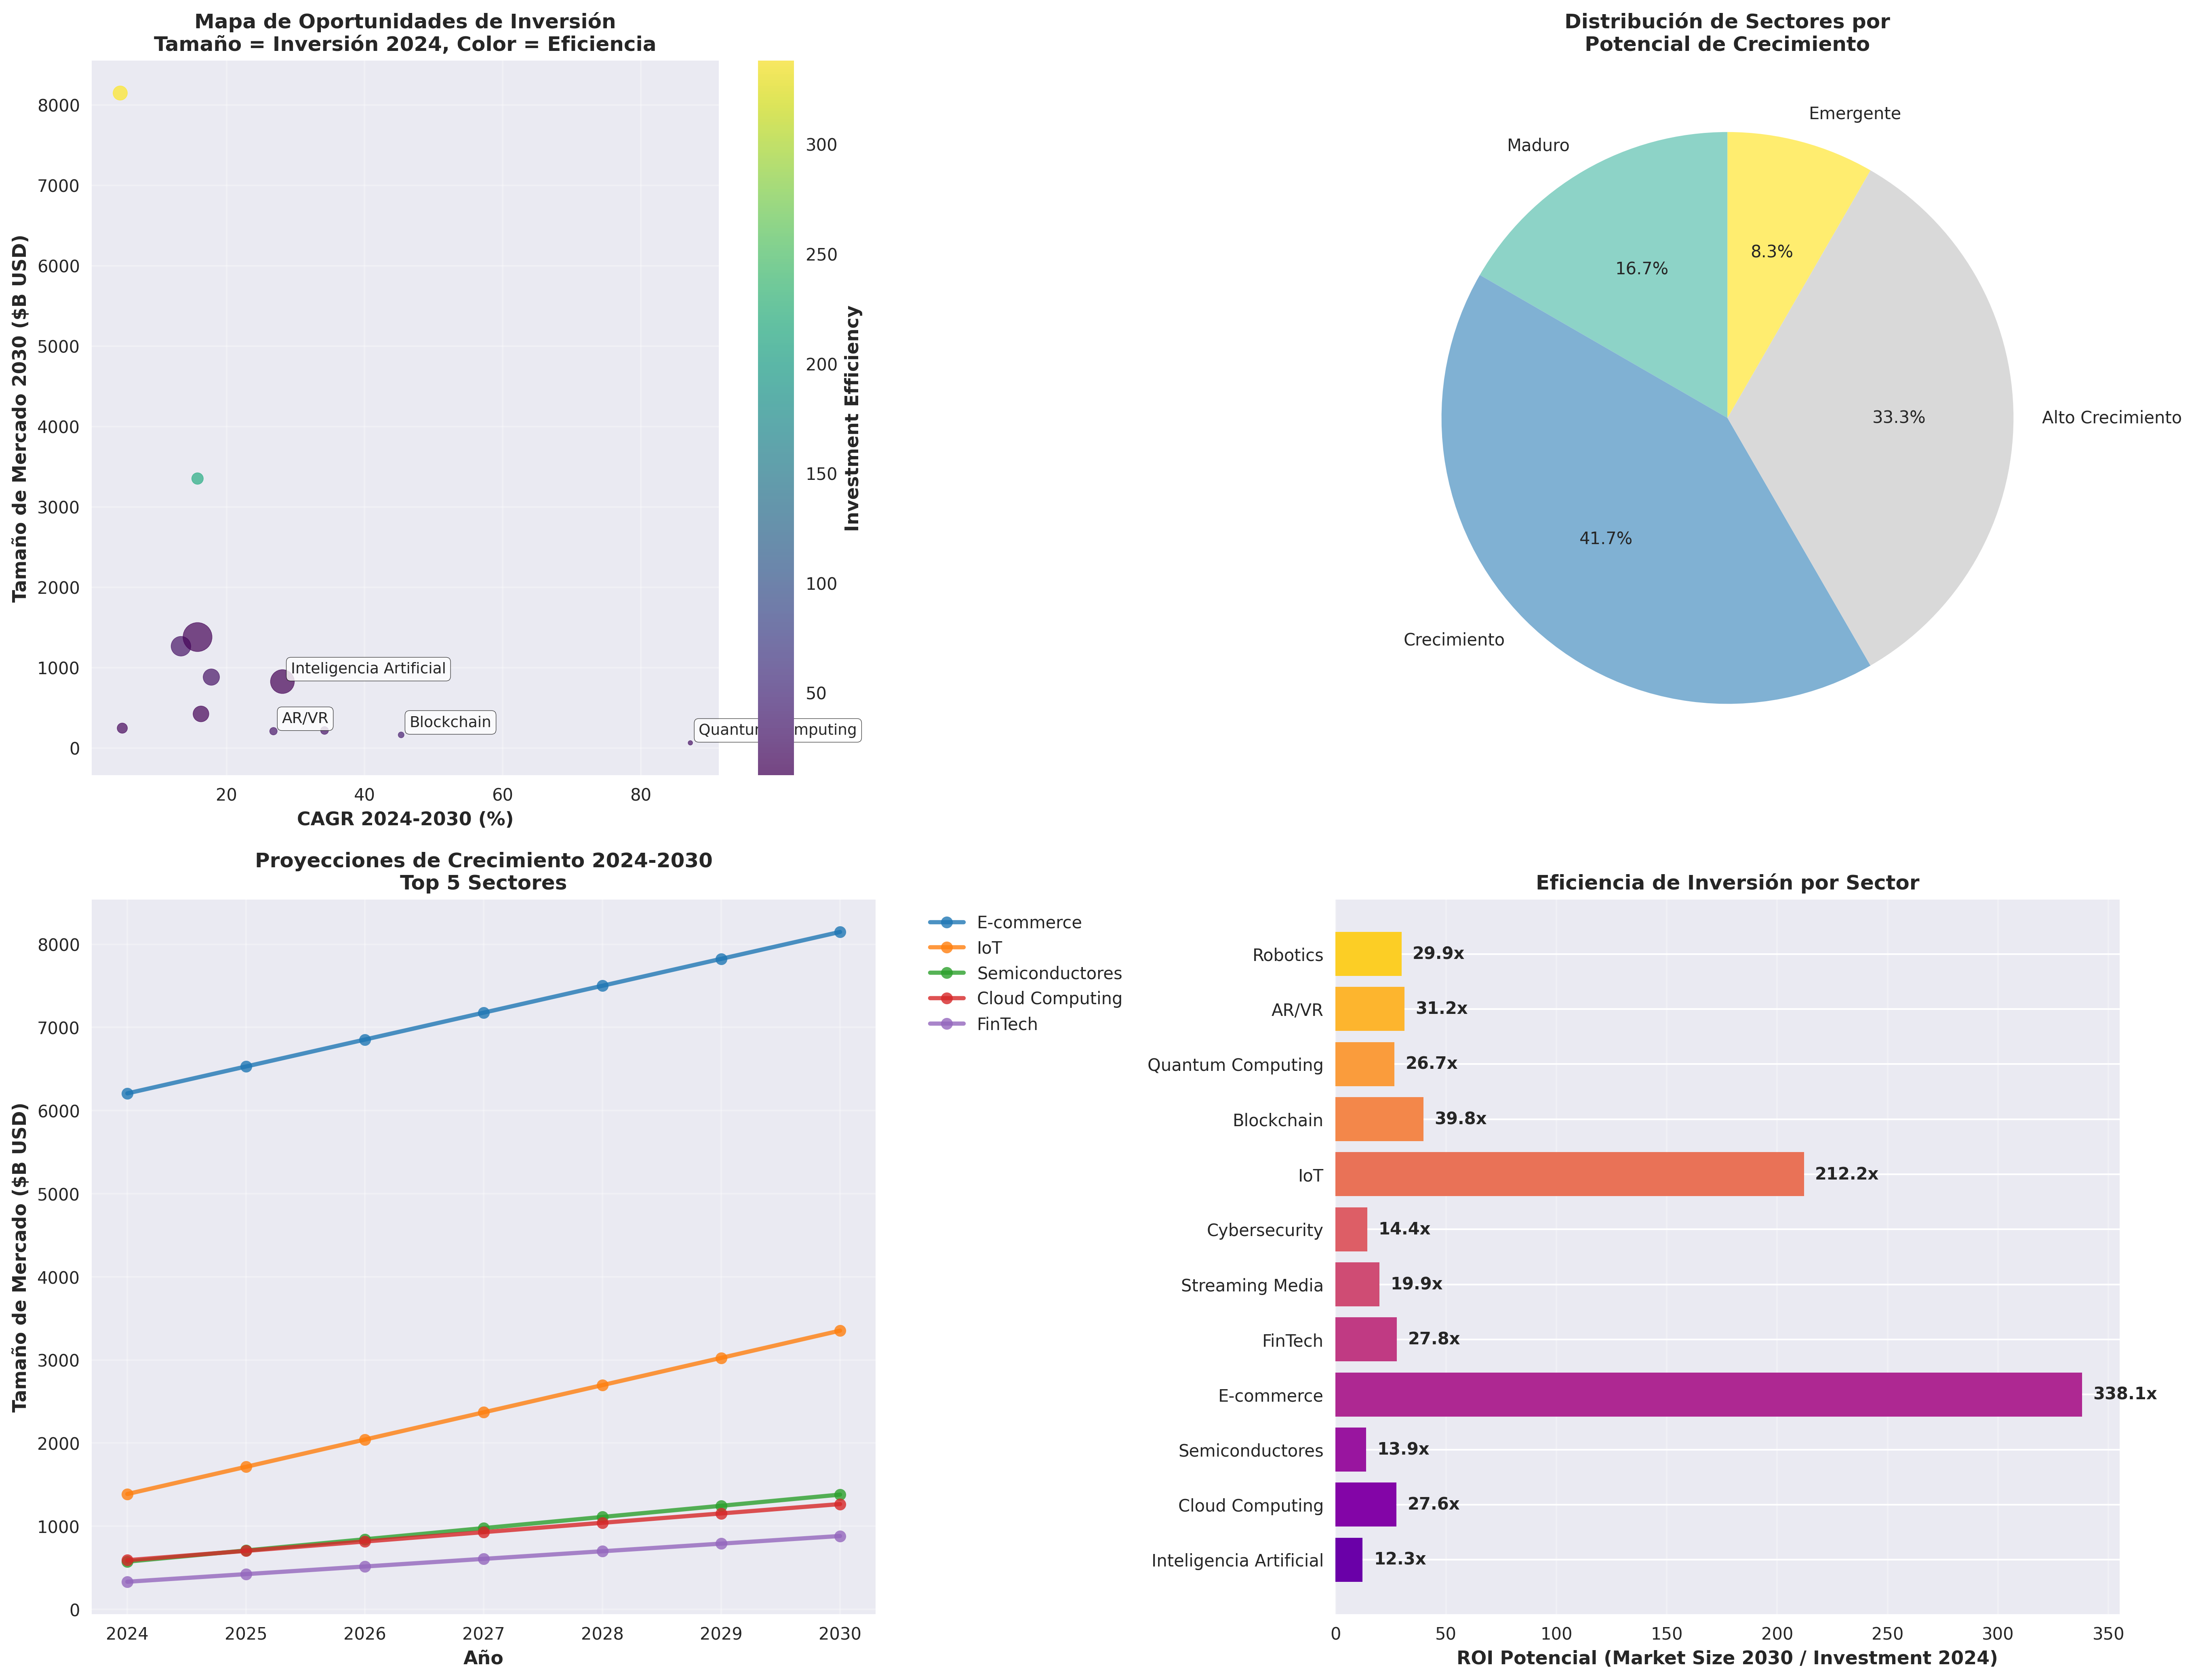 Mapa de Oportunidades de Inversión
Tamaño = Inversión 2024, Color = Eficiencia
Tamaño de Mercado 2030 ($B USD)
8000
7000
6000
5000
4000
3000
2000
1000
0
Inteligencia Artificial
AR/VR
Blockchain
Quantum Computing
20
40
60
80
CAGR 2024-2030 (%)
300
250
200
150
100
50
Investment Efficiency
Distribución de Sectores por
Potencial de Crecimiento
Emergente
Maduro
8.3%
16.7%
33.3%
Alto Crecimiento
41.7%
Crecimiento
Proyecciones de Crecimiento 2024-2030
Top 5 Sectores
Tamaño de Mercado ($B USD)
8000
7000
6000
5000
4000
3000
2000
1000
0
2024
2025
2026
2027
2028
2029
2030
Año
E-commerce
IoT
Semiconductores
Cloud Computing
FinTech
Eficiencia de Inversión por Sector
Robotics 29.9x
AR/VR 31.2x
Quantum Computing 26.7x
Blockchain 39.8x
IoT 212.2x
Cybersecurity 14.4x
Streaming Media 19.9x
FinTech 27.8x
E-commerce 338.1x
Semiconductores 13.9x
Cloud Computing 27.6x
Inteligencia Artificial 12.3x
0
50
100
150
200
250
300
350
ROI Potencial (Market Size 2030 / Investment 2024)